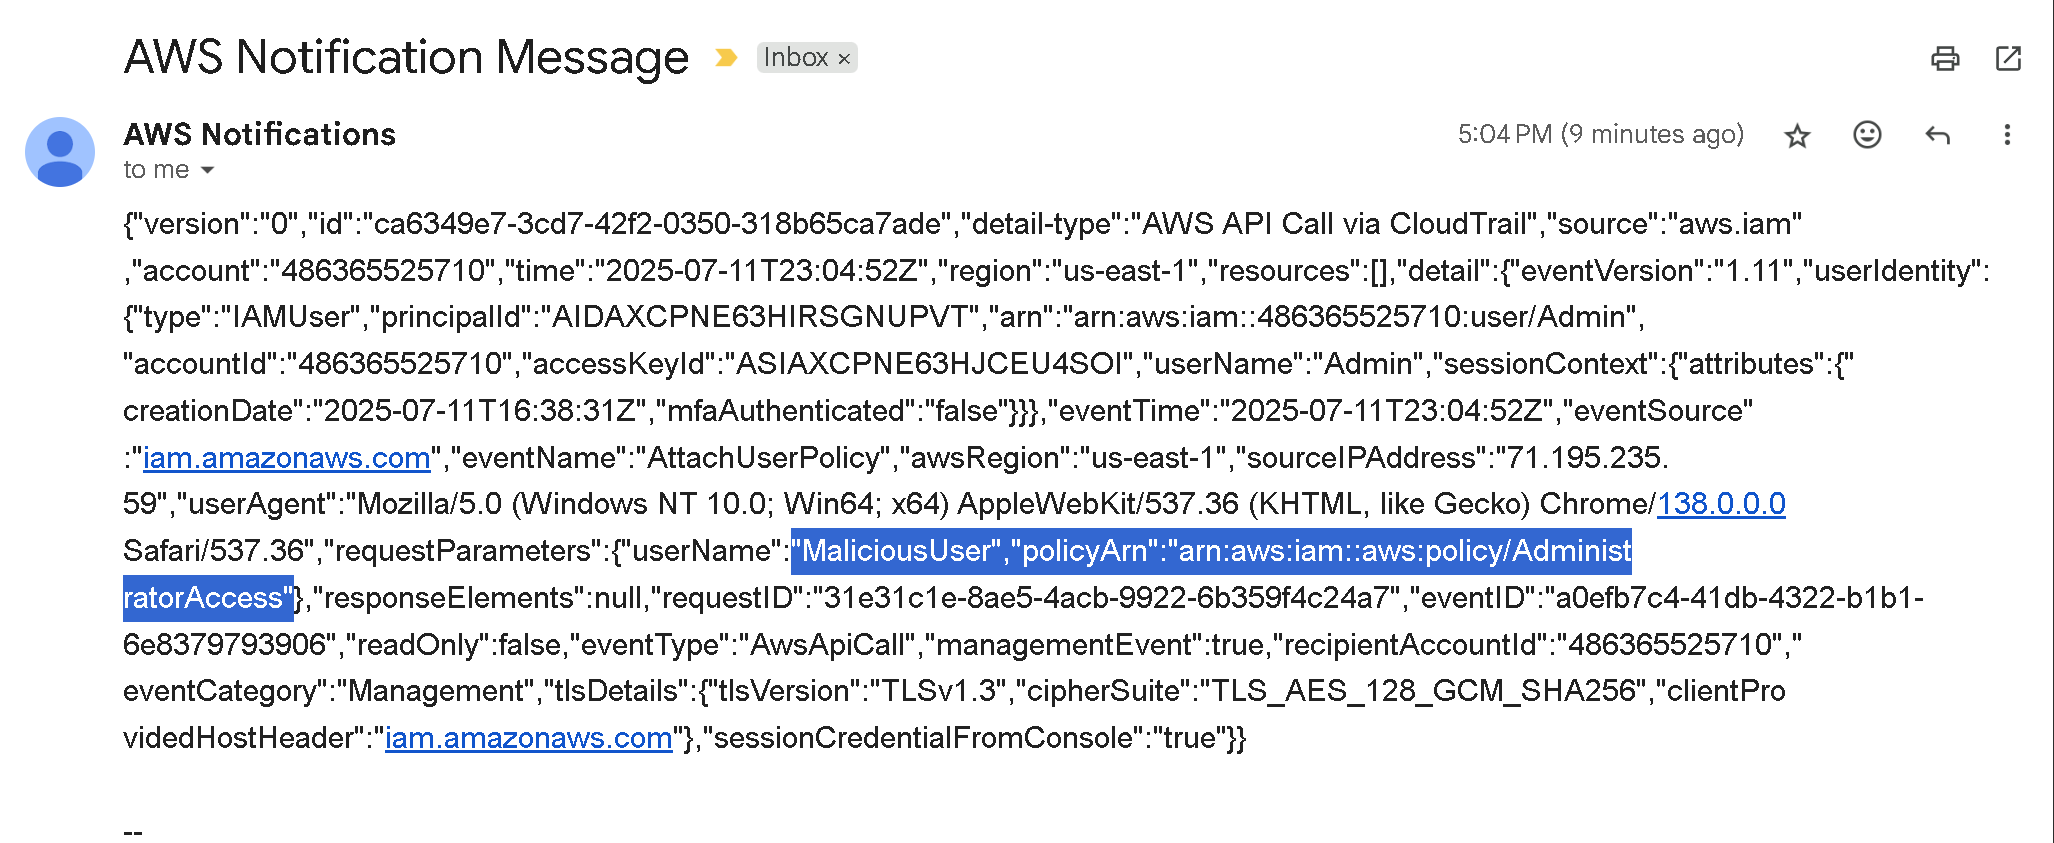 AWS Notification Message Inbox ×
AWS Notifications 5:04 PM (9 minutes ago)
to me
{"version":"0","id":"ca6349e7-3cd7-42f2-0350-318b65ca7ade","detail-type":"AWS API Call via CloudTrail","source":"aws.iam"
,"account":"486365525710","time":"2025-07-11T23:04:52Z","region":"us-east-1","resources":[],"detail":{"eventVersion":"1.11","userIdentity":
{"type":"IAMUser","principalId":"AIDAXCPNE63HIRSGNUPVT","arn":"arn:aws:iam::486365525710:user/Admin",
"accountId":"486365525710","accessKeyId":"ASIAXCPNE63HJCEU4SOI","userName":"Admin","sessionContext":{"attributes":{"
creationDate":"2025-07-11T16:38:31Z","mfaAuthenticated":"false"}}},"eventTime":"2025-07-11T23:04:52Z","eventSource"
:"iam.amazonaws.com","eventName":"AttachUserPolicy","awsRegion":"us-east-1","sourceIPAddress":"71.195.235.
59","userAgent":"Mozilla/5.0 (Windows NT 10.0; Win64; x64) AppleWebKit/537.36 (KHTML, like Gecko) Chrome/138.0.0.0
Safari/537.36","requestParameters":{"userName":"MaliciousUser","policyArn":"arn:aws:iam::aws:policy/Administ
ratorAccess"},"responseElements":null,"requestID":"31e31c1e-8ae5-4acb-9922-6b359f4c24a7","eventID":"a0efb7c4-41db-4322-b1b1-
6e8379793906","readOnly":false,"eventType":"AwsApiCall","managementEvent":true,"recipientAccountId":"486365525710","
eventCategory":"Management","tlsDetails":{"tlsVersion":"TLSv1.3","cipherSuite":"TLS_AES_128_GCM_SHA256","clientPro
videdHostHeader":"iam.amazonaws.com"},"sessionCredentialFromConsole":"true"}}
--